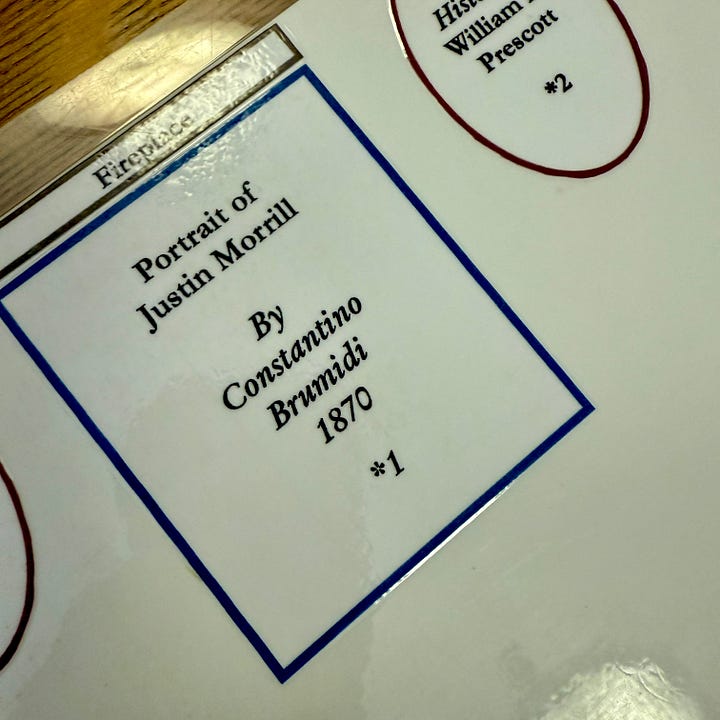 Fireplace
Portrait of
Justin Morrill
By
Constantino
Brumidi
1870
*1
William
Prescott
*2